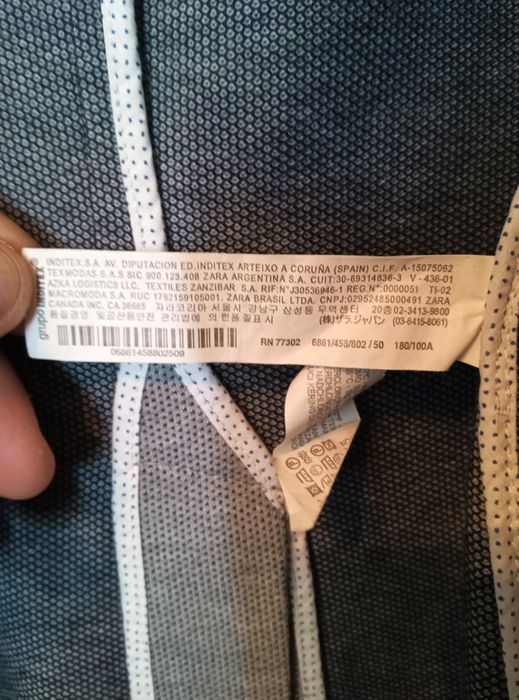 grupo INDITEX
INDITEX,S.A. AV. DIPUTACION ED.INDITEX ARTEIXO A CORUÑA (SPAIN) C.I.F. A-15075062
TEXMODAS S.A.S SIC 900.123.408 ZARA ARGENTINA S.A. CUIT:30-69314836-3 V - 436-01
AZKA LOGISTICS LLC, TEXTILES ZANZIBAR S.A. RIF:N°J30536946-1 REG.N°:0000051 TI-02
MACROMODA S.A. RUC 1792159105001. ZARA BRASIL LTDA. CNPJ:02952485000491 ZARA
CANADA INC. CA 36665 자라코리아 서울시 강남구 삼성동 무역센터 20층 02-3413-9800
품질경영 및공산품안전 관리법에 의한품질표시 (株)ザラ.ジャパン (03-6415-8061)
06861458802509
RN 77302 6861/458/802 / 50 180/100A